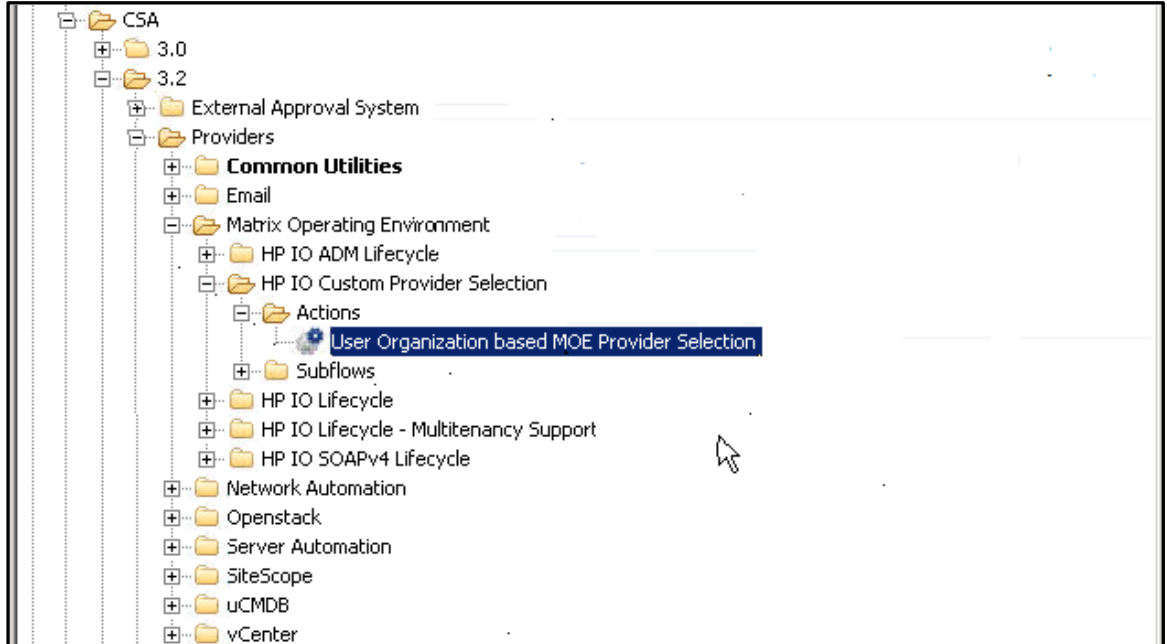 CSA
3.0
3.2
External Approval System
Providers
Common Utilities
Email
Matrix Operating Environment
HP IO ADM Lifecycle
HP IO Custom Provider Selection
Actions
User Organization based MOE Provider Selection
Subflows
HP IO Lifecycle
HP IO Lifecycle - Multitenancy Support
HP IO SOAPv4 Lifecycle
Network Automation
Openstack
Server Automation
SiteScope
uCMDB
vCenter